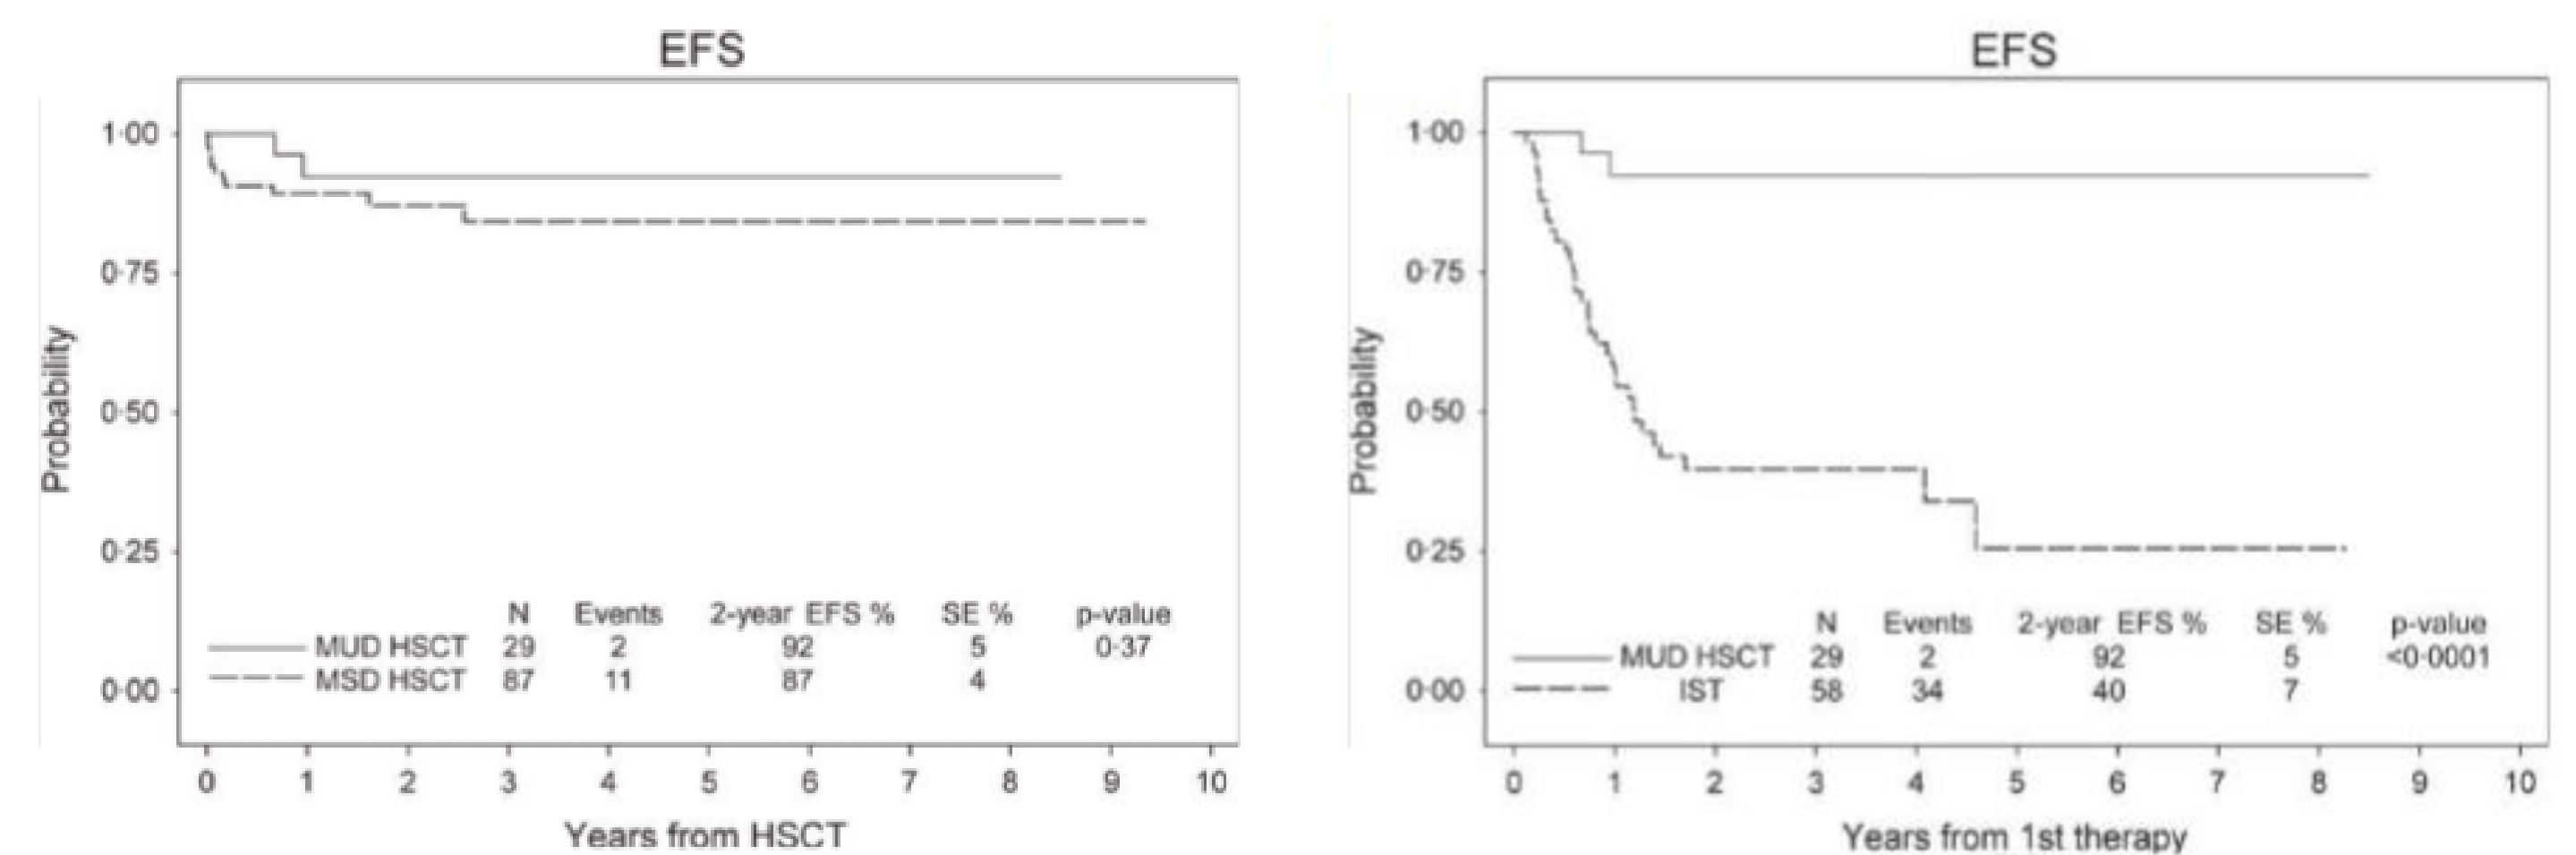 EFS
1·00
0·75
0·50
0·25
0·00
Probability
N Events 2-year EFS % SE % p-value
MUD HSCT 29 2 92 5 0·37
MSD HSCT 87 11 87 4
0 1 2 3 4 5 6 7 8 9 10
Years from HSCT
EFS
1·00
0·75
0·50
0·25
0·00
Probability
N Events 2-year EFS % SE % p-value
MUD HSCT 29 2 92 5 <0·0001
IST 58 34 40 7
0 1 2 3 4 5 6 7 8 9 10
Years from 1st therapy